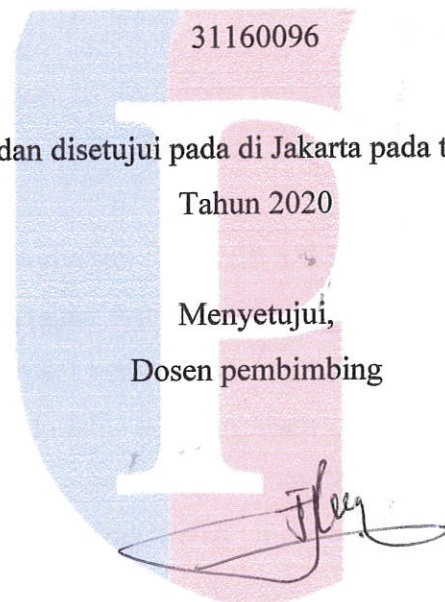 31160096
dan disetujui pada di Jakarta pada
Tahun 2020
Menyetujui,
Dosen pembimbing